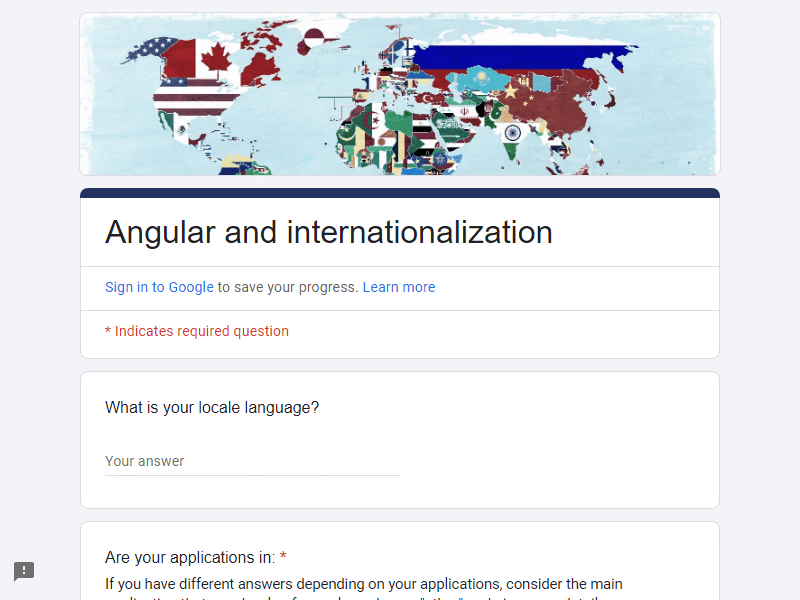 Angular and internationalization
Sign in to Google to save your progress. Learn more
* Indicates required question
What is your locale language?
Your answer
Are your applications in: *
If you have different answers depending on your applications, consider the main